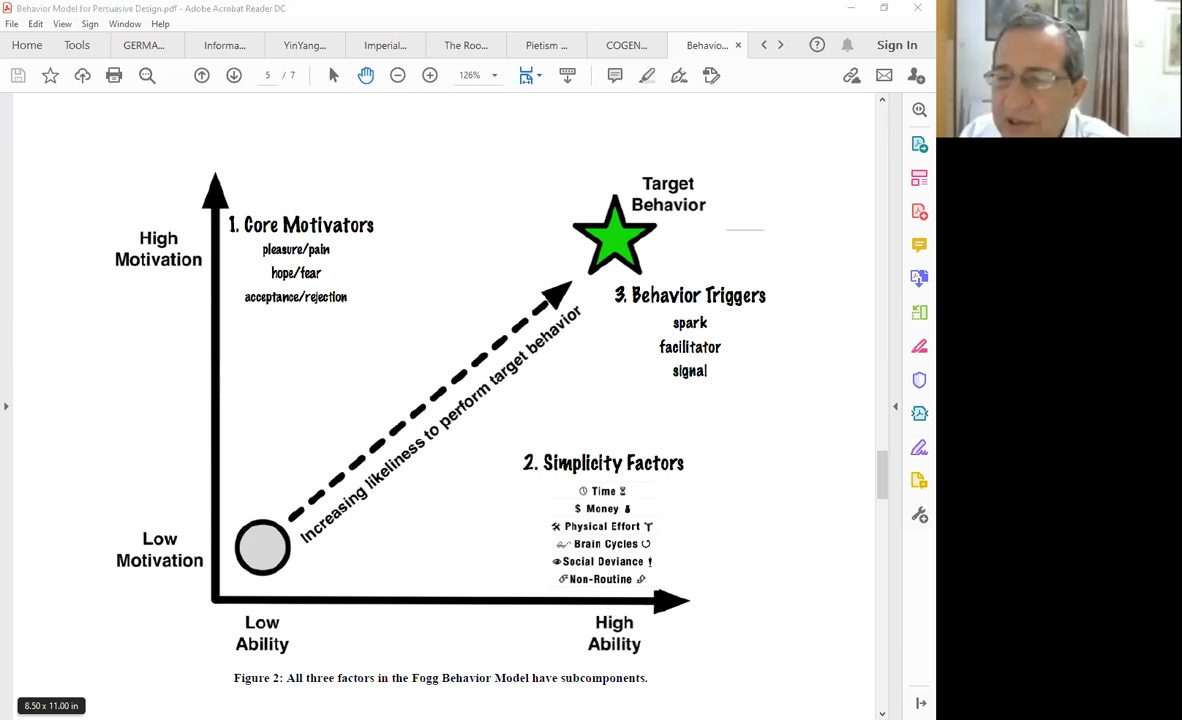 Behavior Model for Persuasive Design.pdf - Adobe Acrobat Reader DC
File Edit View Sign Window Help
Home Tools GERMA... Informa... YinYang... Imperial... The Roo... Pietism ... COGEN... Behavio... × Sign In
5 / 7 126%
Target
Behavior
1. Core Motivators
High
Motivation
pleasure/pain
hope/fear
acceptance/rejection
3. Behavior Triggers
spark
facilitator
signal
Increasing likeliness to perform target behavior
2. Simplicity Factors
Time
$ Money
Physical Effort
Brain Cycles
Social Deviance
Non-Routine
Low
Motivation
Low
Ability
High
Ability
Figure 2: All three factors in the Fogg Behavior Model have subcomponents.
8.50 x 11.00 in